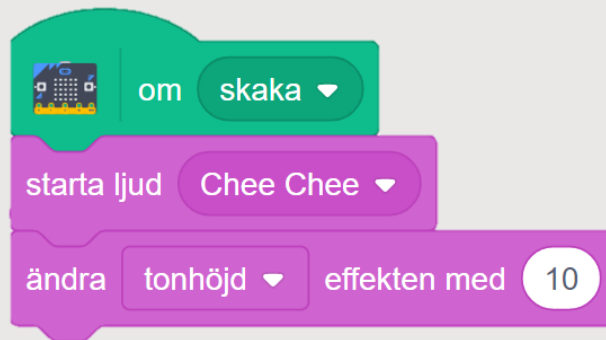 om skaka
starta ljud Chee Chee
ändra tonhöjd effekten med 10